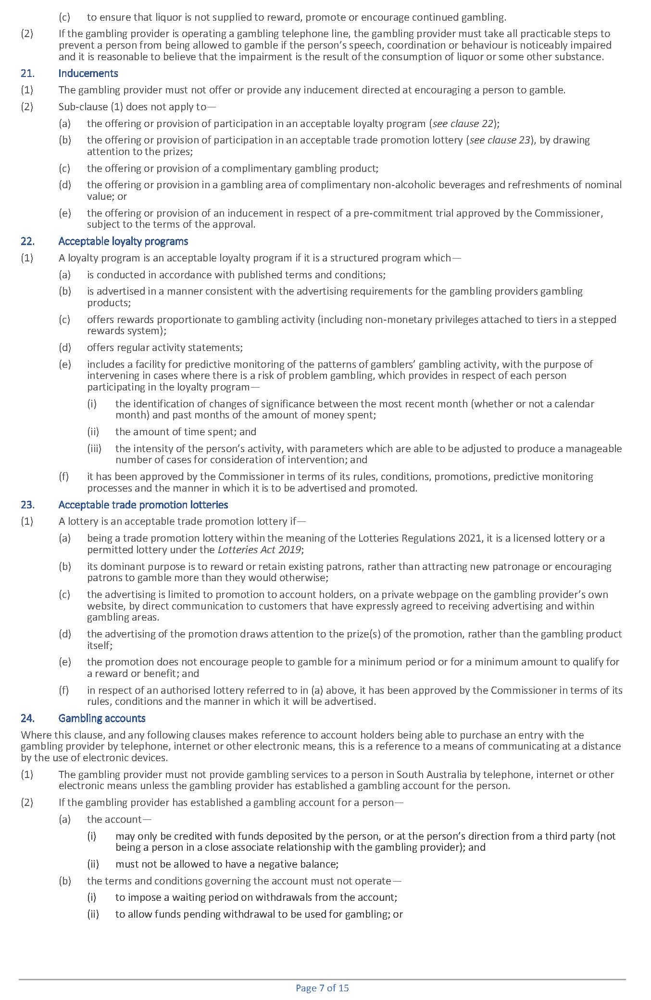 (c) to ensure that liquor is not supplied to reward, promote or encourage continued gambling.
(2) If the gambling provider is operating a gambling telephone line, the gambling provider must take all practicable steps to
prevent a person from being allowed to gamble if the person’s speech, coordination or behaviour is noticeably impaired
and it is reasonable to believe that the impairment is the result of the consumption of liquor or some other substance.
21. Inducements
(1) The gambling provider must not offer or provide any inducement directed at encouraging a person to gamble.
(2) Sub-clause (1) does not apply to—
(a) the offering or provision of participation in an acceptable loyalty program (see clause 22);
(b) the offering or provision of participation in an acceptable trade promotion lottery (see clause 23), by drawing
attention to the prizes;
(c) the offering or provision of a complimentary gambling product;
(d) the offering or provision in a gambling area of complimentary non-alcoholic beverages and refreshments of nominal
value; or
(e) the offering or provision of an inducement in respect of a pre-commitment trial approved by the Commissioner,
subject to the terms of the approval.
22. Acceptable loyalty programs
(1) A loyalty program is an acceptable loyalty program if it is a structured program which—
(a) is conducted in accordance with published terms and conditions;
(b) is advertised in a manner consistent with the advertising requirements for the gambling providers gambling
products;
(c) offers rewards proportionate to gambling activity (including non-monetary privileges attached to tiers in a stepped
rewards system);
(d) offers regular activity statements;
(e) includes a facility for predictive monitoring of the patterns of gamblers’ gambling activity, with the purpose of
intervening in cases where there is a risk of problem gambling, which provides in respect of each person
participating in the loyalty program—
(i) the identification of changes of significance between the most recent month (whether or not a calendar
month) and past months of the amount of money spent;
(ii) the amount of time spent; and
(iii) the intensity of the person’s activity, with parameters which are able to be adjusted to produce a manageable
number of cases for consideration of intervention; and
(f) it has been approved by the Commissioner in terms of its rules, conditions, promotions, predictive monitoring
processes and the manner in which it is to be advertised and promoted.
23. Acceptable trade promotion lotteries
(1) A lottery is an acceptable trade promotion lottery if—
(a) being a trade promotion lottery within the meaning of the Lotteries Regulations 2021, it is a licensed lottery or a
permitted lottery under the Lotteries Act 2019;
(b) its dominant purpose is to reward or retain existing patrons, rather than attracting new patronage or encouraging
patrons to gamble more than they would otherwise;
(c) the advertising is limited to promotion to account holders, on a private webpage on the gambling provider’s own
website, by direct communication to customers that have expressly agreed to receiving advertising and within
gambling areas.
(d) the advertising of the promotion draws attention to the prize(s) of the promotion, rather than the gambling product
itself;
(e) the promotion does not encourage people to gamble for a minimum period or for a minimum amount to qualify for
a reward or benefit; and
(f) in respect of an authorised lottery referred to in (a) above, it has been approved by the Commissioner in terms of its
rules, conditions and the manner in which it will be advertised.
24. Gambling accounts
Where this clause, and any following clauses makes reference to account holders being able to purchase an entry with the
gambling provider by telephone, internet or other electronic means, this is a reference to a means of communicating at a distance
by the use of electronic devices.
(1) The gambling provider must not provide gambling services to a person in South Australia by telephone, internet or other
electronic means unless the gambling provider has established a gambling account for the person.
(2) If the gambling provider has established a gambling account for a person—
(a) the account—
(i) may only be credited with funds deposited by the person, or at the person’s direction from a third party (not
being a person in a close associate relationship with the gambling provider); and
(ii) must not be allowed to have a negative balance;
(b) the terms and conditions governing the account must not operate—
(i) to impose a waiting period on withdrawals from the account;
(ii) to allow funds pending withdrawal to be used for gambling; or
Page 7 of 15